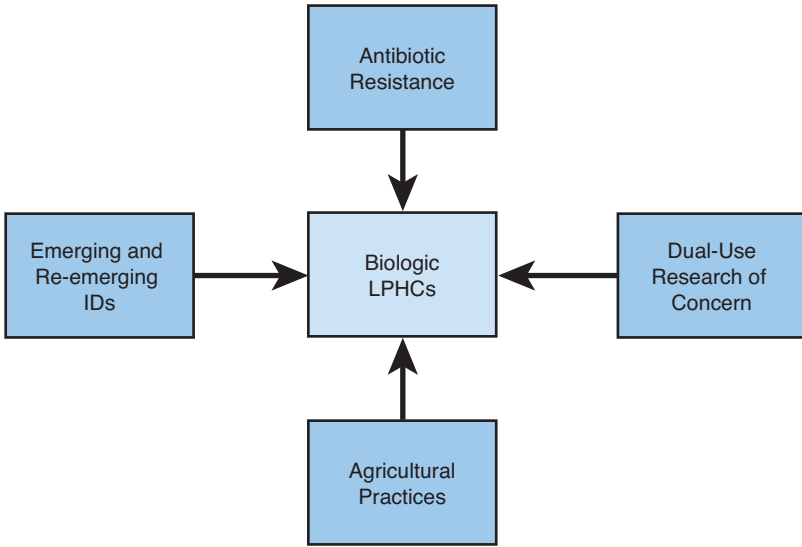 Antibiotic
Resistance
Emerging and
Re-emerging
IDs
Biologic
LPHCs
Dual-Use
Research of
Concern
Agricultural
Practices